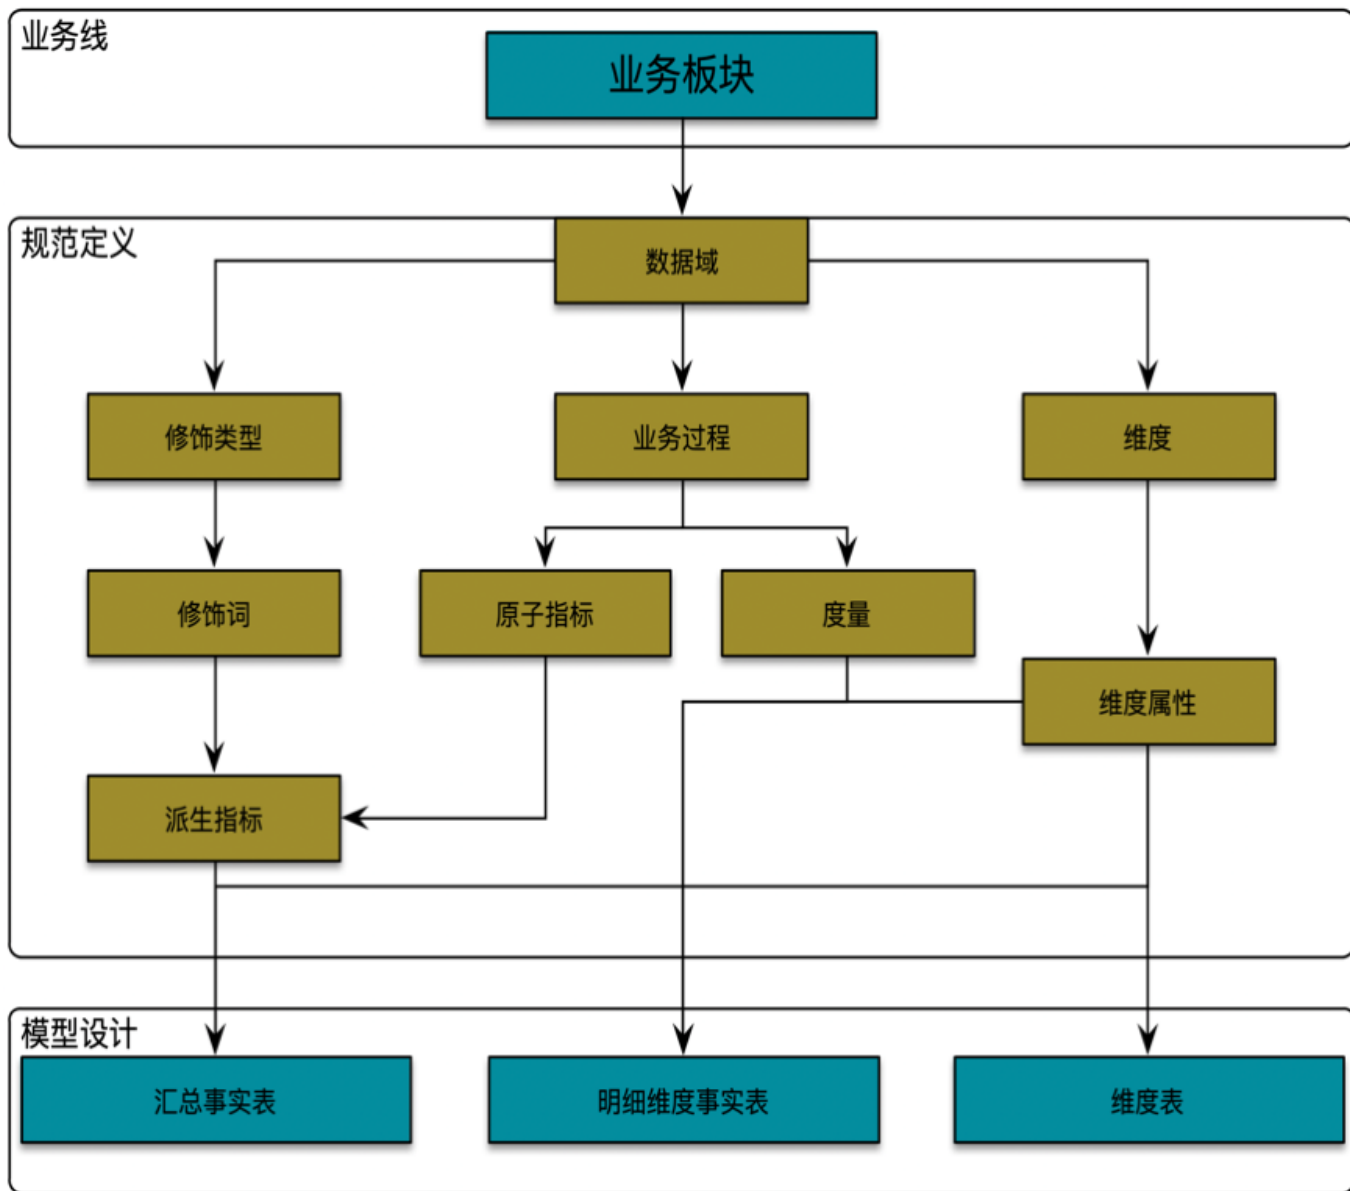 业务线
业务板块
规范定义
数据域
修饰类型
业务过程
维度
修饰词
原子指标
度量
维度属性
派生指标
模型设计
汇总事实表
明细维度事实表
维度表